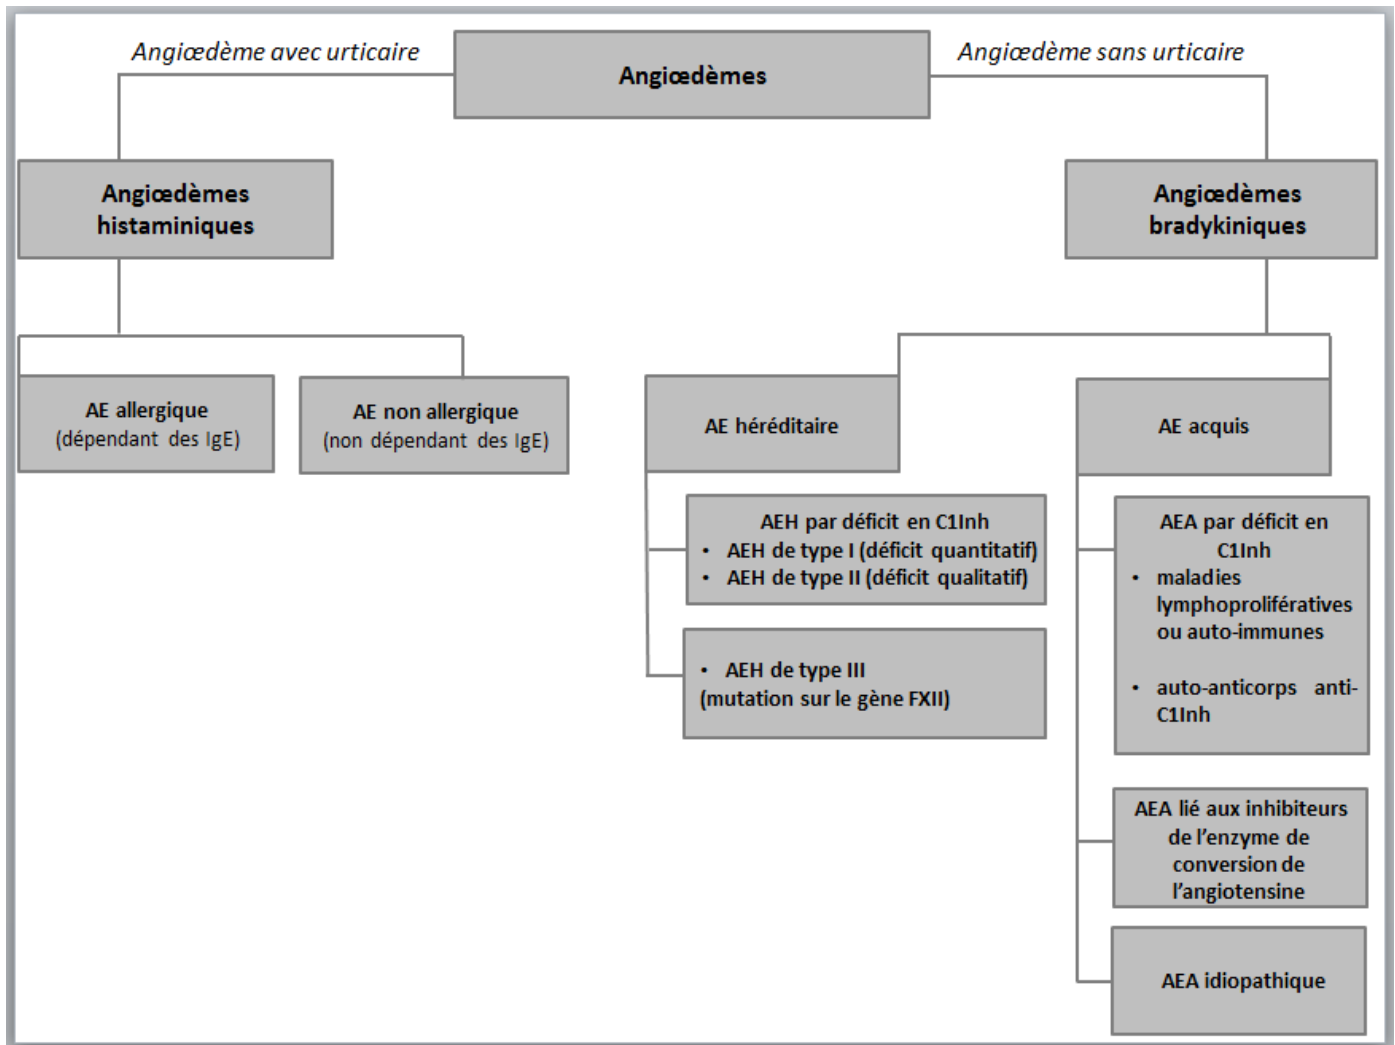 Angiœdème avec urticaire
Angiœdèmes
Angiœdème sans urticaire
Angiœdèmes
histaminiques
Angiœdèmes
bradykiniques
AE allergique
(dépendant des IgE)
AE non allergique
(non dépendant des IgE)
AE héréditaire
AE acquis
AEH par déficit en C1Inh
• AEH de type I (déficit quantitatif)
• AEH de type II (déficit qualitatif)
• AEH de type III
(mutation sur le gène FXII)
AEA par déficit en
C1Inh
• maladies
lymphoprolifératives
ou auto-immunes
• auto-anticorps anti-
C1Inh
AEA lié aux inhibiteurs
de l'enzyme de
conversion de
l'angiotensine
AEA idiopathique